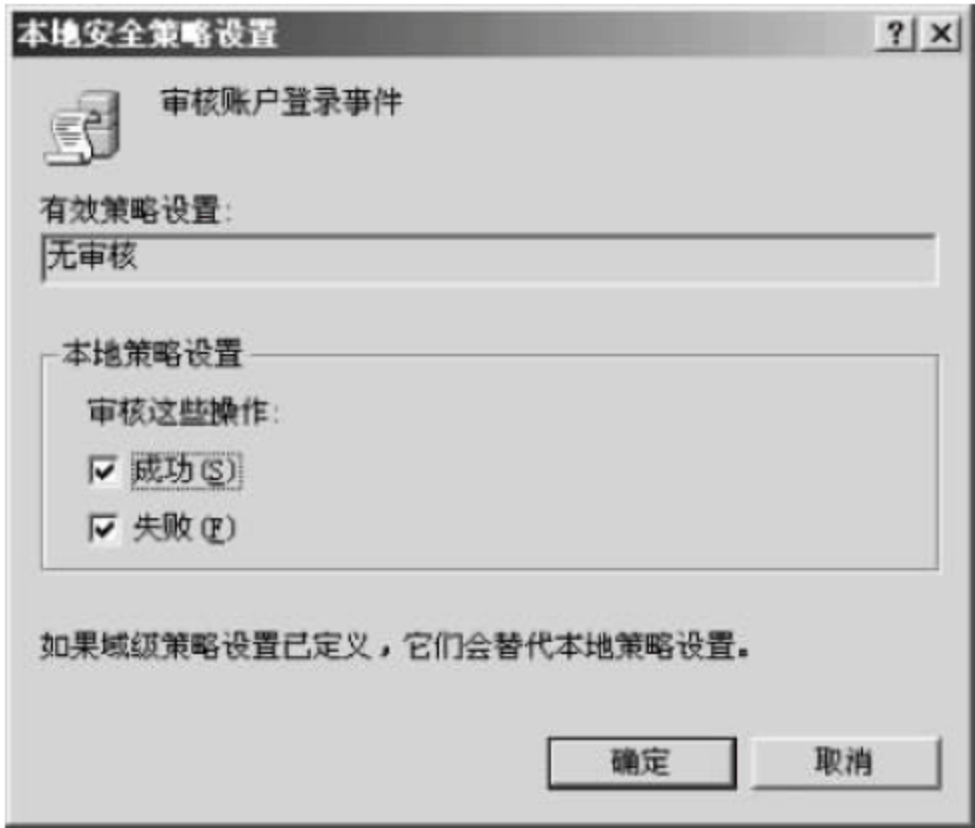 本地安全策略设置
审核账户登录事件
有效策略设置:
无审核
本地策略设置
审核这些操作:
成功(S)
失败(F)
如果域级策略设置已定义，它们会替代本地策略设置。
确定
取消